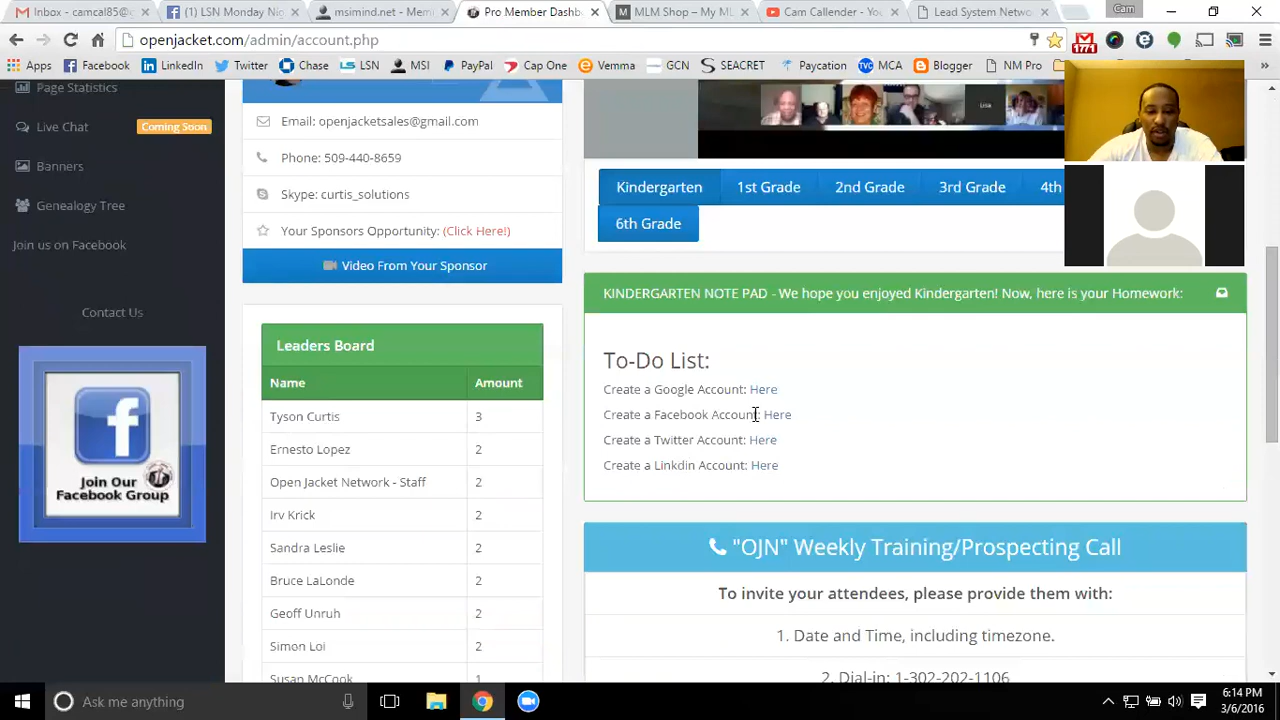 Inbox - camcal85@g
(1) LSN Monday Nig
msimind.net - Mem
Pro Member Dashb
MLM Shop – My ML
Cam Callender - Yo
Lead System Netwo
Cam
openjacket.com/admin/account.php
1771
Apps
Facebook
LinkedIn
Twitter
Chase
LSN
MSI
PayPal
Cap One
Vemma
GCN
SEACRET
Paycation
MCA
Blogger
NM Pro
Page Statistics
Live Chat
Coming Soon
Banners
Genealogy Tree
Join us on Facebook
Contact Us
Join Our
Facebook Group
Email: openjacketsales@gmail.com
Phone: 509-440-8659
Skype: curtis_solutions
Your Sponsors Opportunity: (Click Here!)
Video From Your Sponsor
Leaders Board
Name Amount
Tyson Curtis 3
Ernesto Lopez 2
Open Jacket Network - Staff 2
Irv Krick 2
Sandra Leslie 2
Bruce LaLonde 2
Geoff Unruh 2
Simon Loi 2
Susan McCook 1
Lisa
Kindergarten
1st Grade
2nd Grade
3rd Grade
4th
6th Grade
KINDERGARTEN NOTE PAD - We hope you enjoyed Kindergarten! Now, here is your Homework:
To-Do List:
Create a Google Account: Here
Create a Facebook Account: Here
Create a Twitter Account: Here
Create a Linkdin Account: Here
"OJN" Weekly Training/Prospecting Call
To invite your attendees, please provide them with:
1. Date and Time, including timezone.
2. Dial-in: 1-302-202-1106
Ask me anything
6:14 PM
3/6/2016